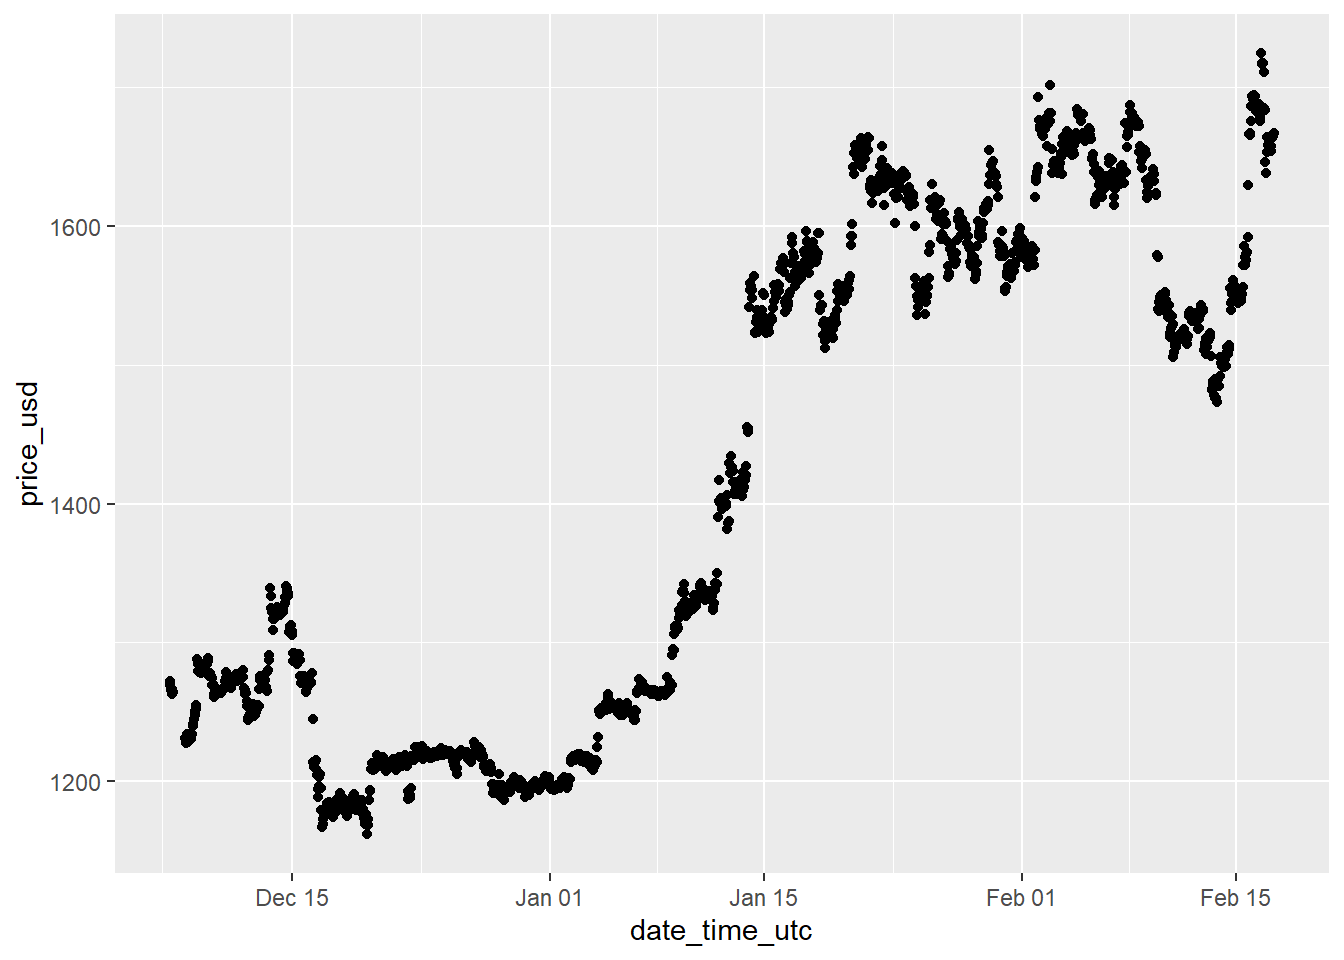 price_usd
1600
1400
1200
Dec 15
Jan 01
Jan 15
Feb 01
Feb 15
date_time_utc